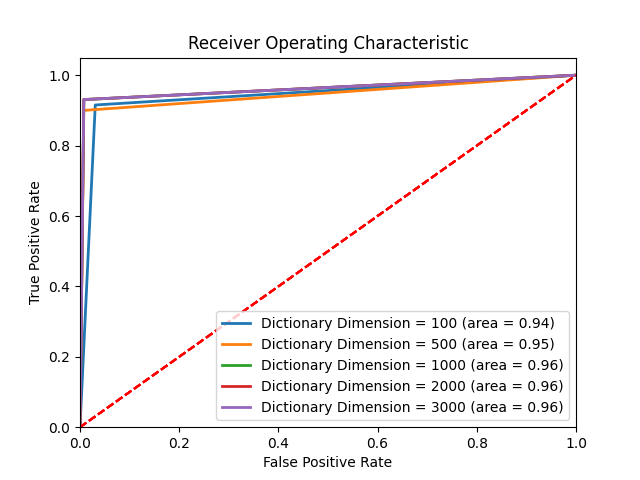 Receiver Operating Characteristic
1.0
0.8
0.6
0.4
0.2
0.0
True Positive Rate
Dictionary Dimension = 100 (area = 0.94)
Dictionary Dimension = 500 (area = 0.95)
Dictionary Dimension = 1000 (area = 0.96)
Dictionary Dimension = 2000 (area = 0.96)
Dictionary Dimension = 3000 (area = 0.96)
0.0 0.2 0.4 0.6 0.8 1.0
False Positive Rate